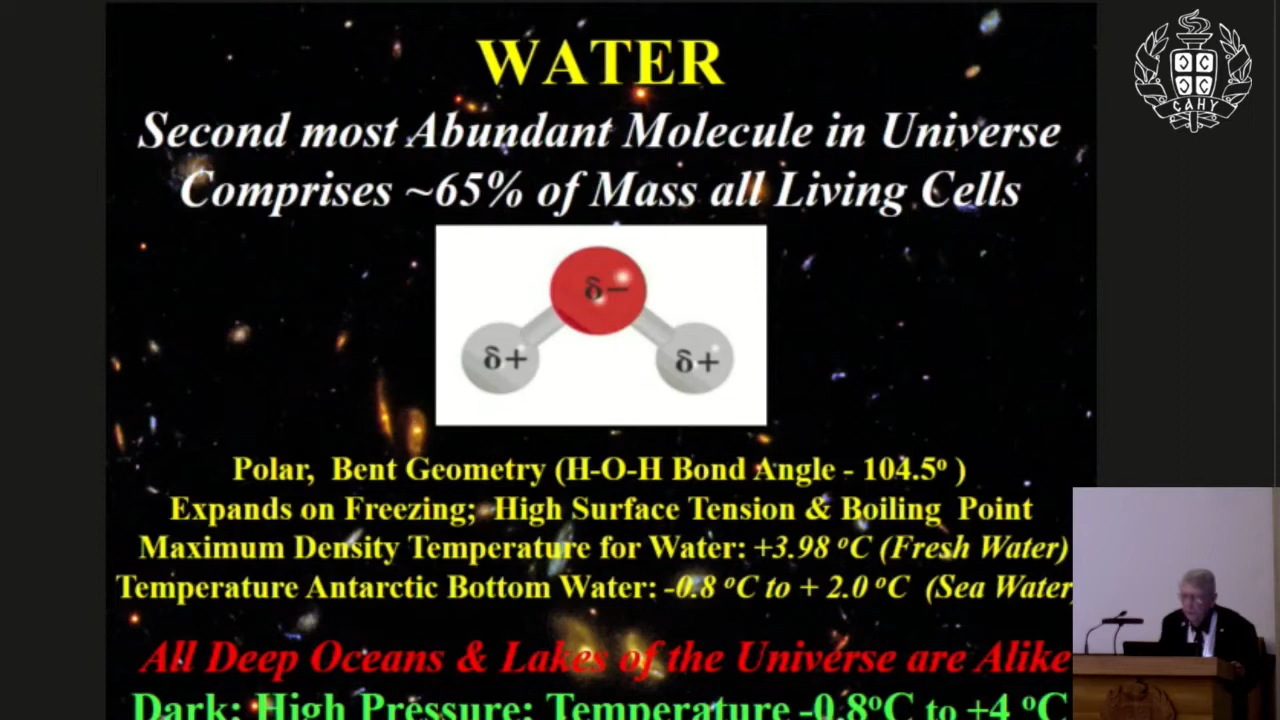 WATER
Second most Abundant Molecule in Universe
Comprises ~65% of Mass all Living Cells
δ−
δ+ δ+
Polar, Bent Geometry (H-O-H Bond Angle - 104.5º )
Expands on Freezing; High Surface Tension & Boiling Point
Maximum Density Temperature for Water: +3.98 ºC (Fresh Water)
Temperature Antarctic Bottom Water: -0.8 ºC to + 2.0 ºC (Sea Water
All Deep Oceans & Lakes of the Universe are Alike
Dark; High Pressure; Temperature -0.8ºC to +4 ºC
САНУ